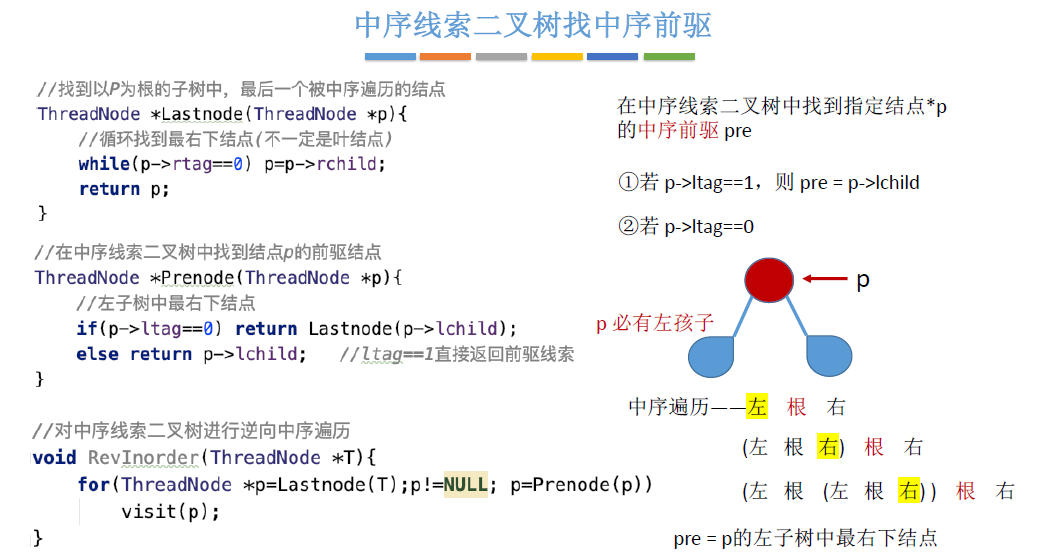 中序线索二叉树找中序前驱
//找到以P为根的子树中，最后一个被中序遍历的结点
ThreadNode *Lastnode(ThreadNode *p){
//循环找到最右下结点(不一定是叶结点)
while(p->rtag==0) p=p->rchild;
return p;
}
//在中序线索二叉树中找到结点p的前驱结点
ThreadNode *Prenode(ThreadNode *p){
//左子树中最右下结点
if(p->ltag==0) return Lastnode(p->lchild);
else return p->lchild; //ltag==1直接返回前驱线索
}
//对中序线索二叉树进行逆向中序遍历
void RevInorder(ThreadNode *T){
for(ThreadNode *p=Lastnode(T);p!=NULL; p=Prenode(p))
visit(p);
}
在中序线索二叉树中找到指定结点*p
的中序前驱 pre
①若 p->ltag==1，则 pre = p->lchild
②若 p->ltag==0
p
p 必有左孩子
中序遍历——左 根 右
(左 根 右) 根 右
(左 根 (左 根 右)) 根 右
pre = p的左子树中最右下结点